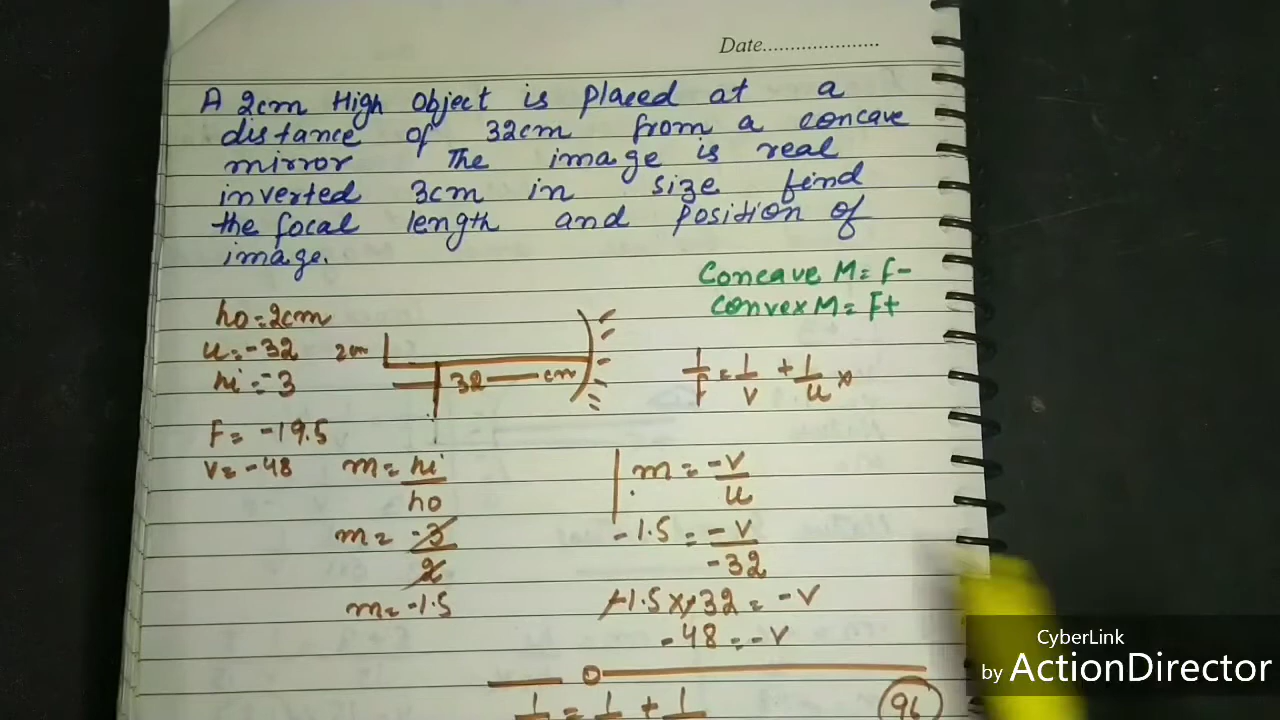 Date.....................
A 2cm High Object is placed at a
distance of 32cm from a concave
mirror The image is real
inverted 3cm in size find
the focal length and position of
image.
Concave M = F-
Convex M = F+
ho = 2cm
u = -32
hi = -3
2cm
32 cm
1/F = 1/v + 1/u
F = -19.5
v = -48
m = hi/ho
m = -3/2
m = -1.5
m = -v/u
-1.5 = -v/-32
-1.5 x -32 = -v
-48 = -v
1 = 1 + 1
96
CyberLink
by ActionDirector